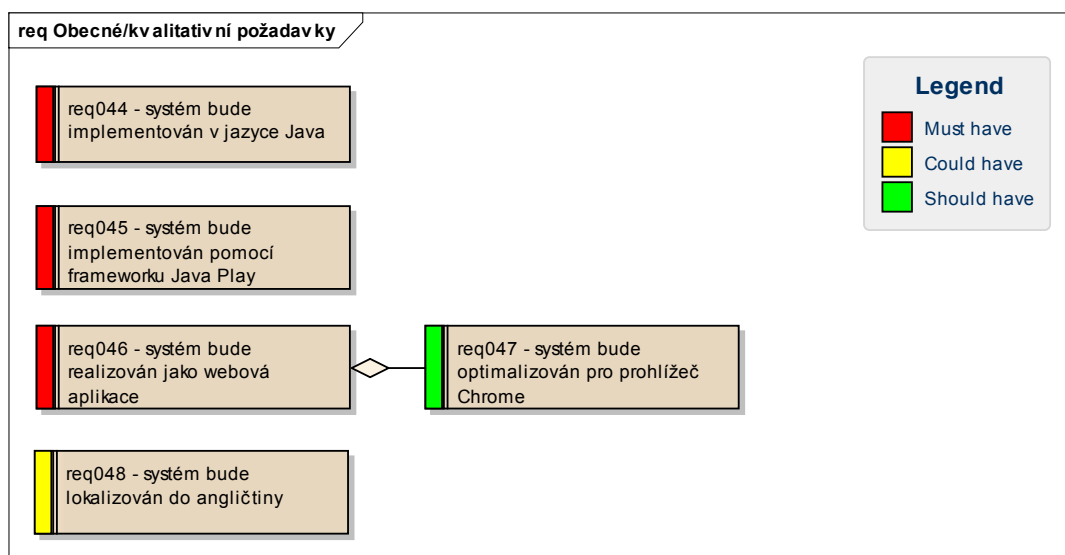 req Obecné/kvalitativní požadavky
req044 - systém bude
implementován v jazyce Java
req045 - systém bude
implementován pomocí
frameworku Java Play
req046 - systém bude
realizován jako webová
aplikace
req047 - systém bude
optimalizován pro prohlížeč
Chrome
req048 - systém bude
lokalizován do angličtiny
Legend
Must have
Could have
Should have